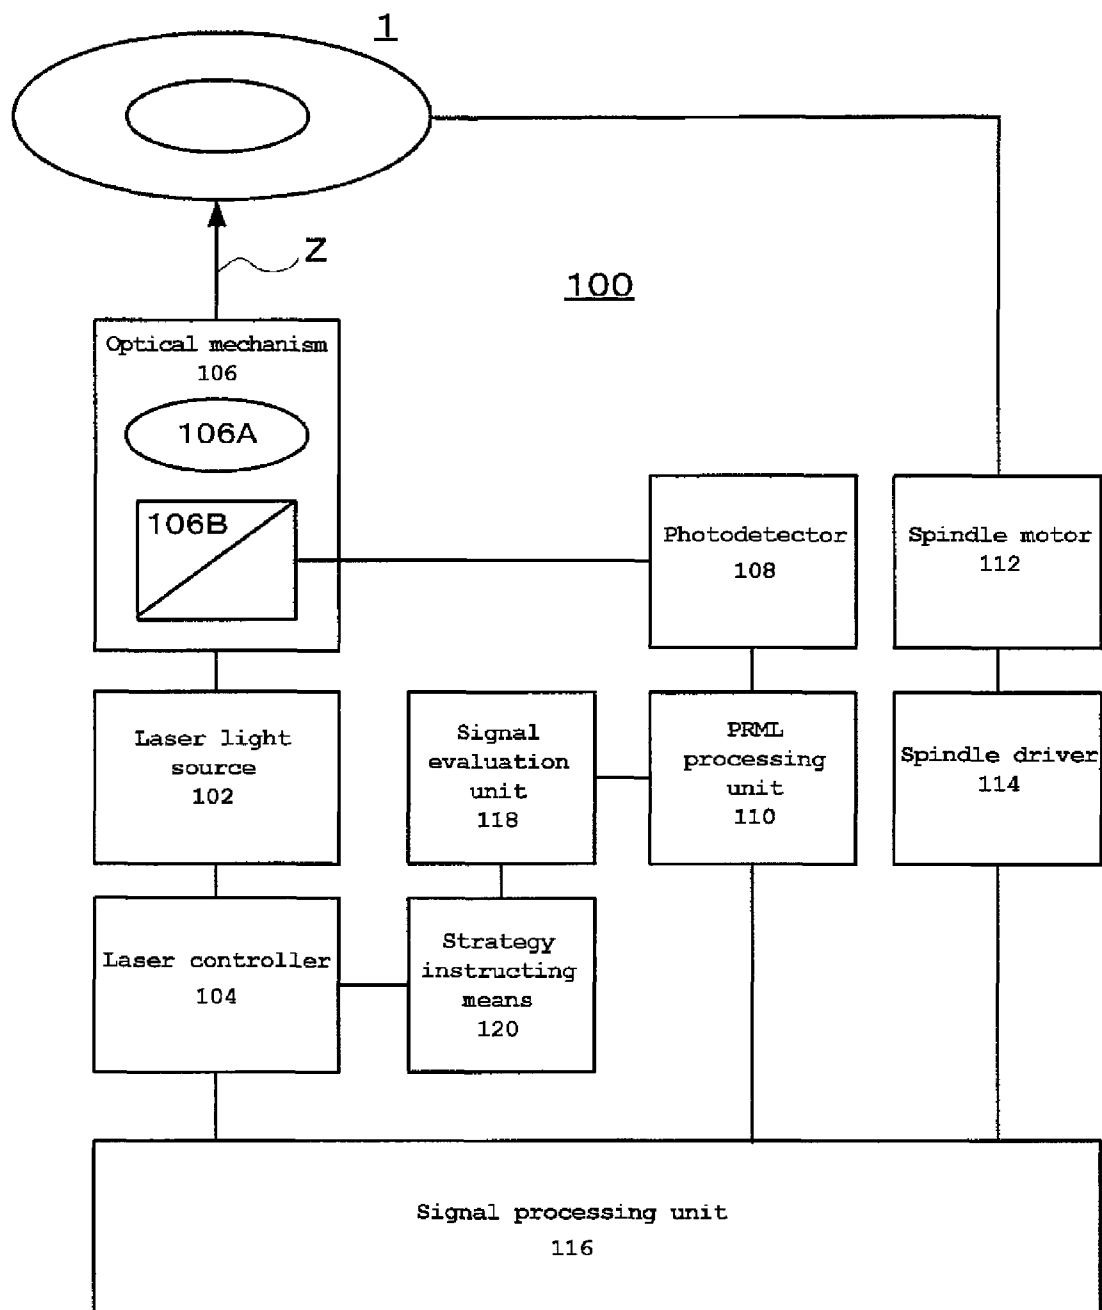 1
Z
100
Optical mechanism
106
106A
106B
Photodetector
108
Spindle motor
112
Laser light
source
102
Signal
evaluation
unit
118
PRML
processing
unit
110
Spindle driver
114
Laser controller
104
Strategy
instructing
means
120
Signal processing unit
116